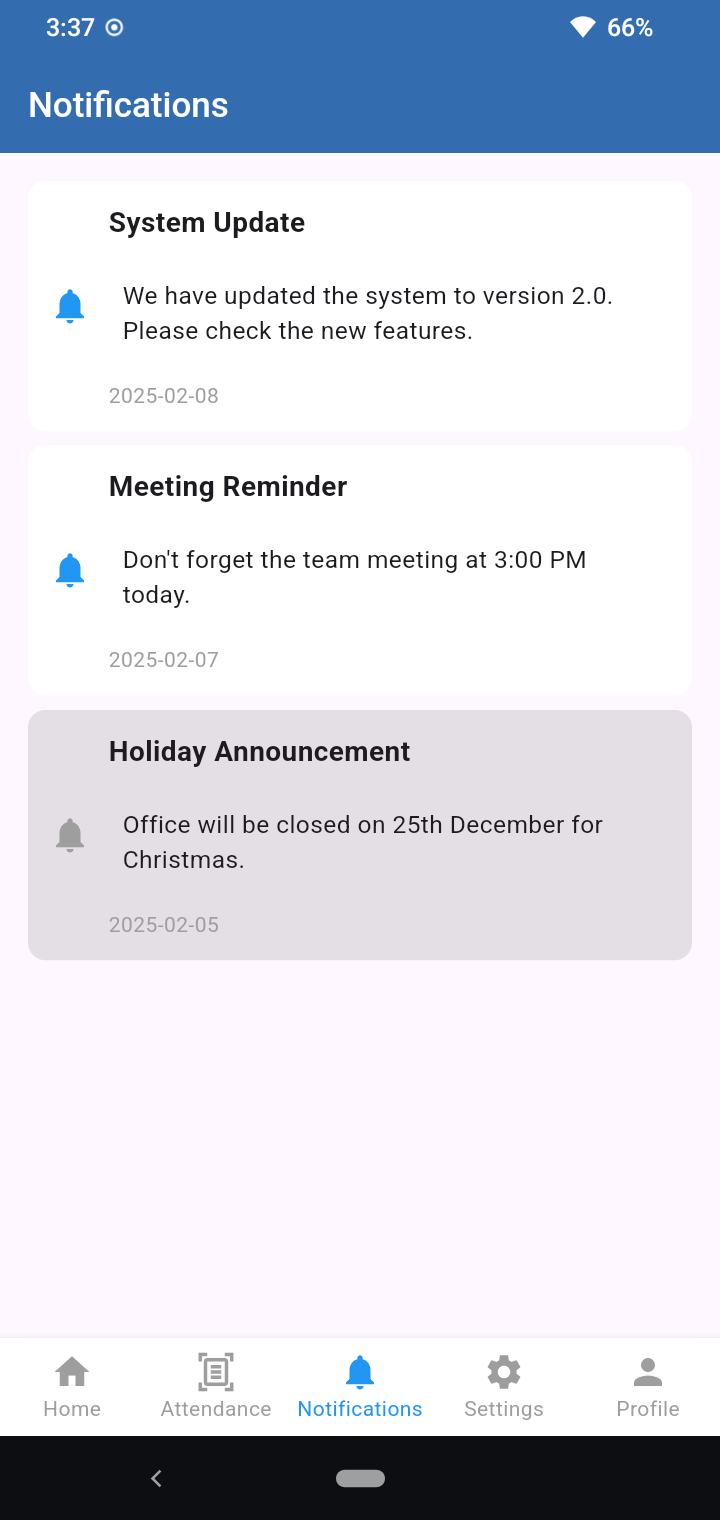 3:37 66%
Notifications
System Update
We have updated the system to version 2.0.
Please check the new features.
2025-02-08
Meeting Reminder
Don't forget the team meeting at 3:00 PM
today.
2025-02-07
Holiday Announcement
Office will be closed on 25th December for
Christmas.
2025-02-05
Home Attendance Notifications Settings Profile